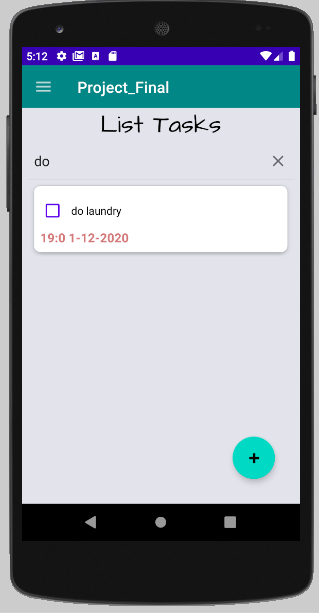 5:12
Project_Final
List Tasks
do
do laundry
19:0 1-12-2020
+